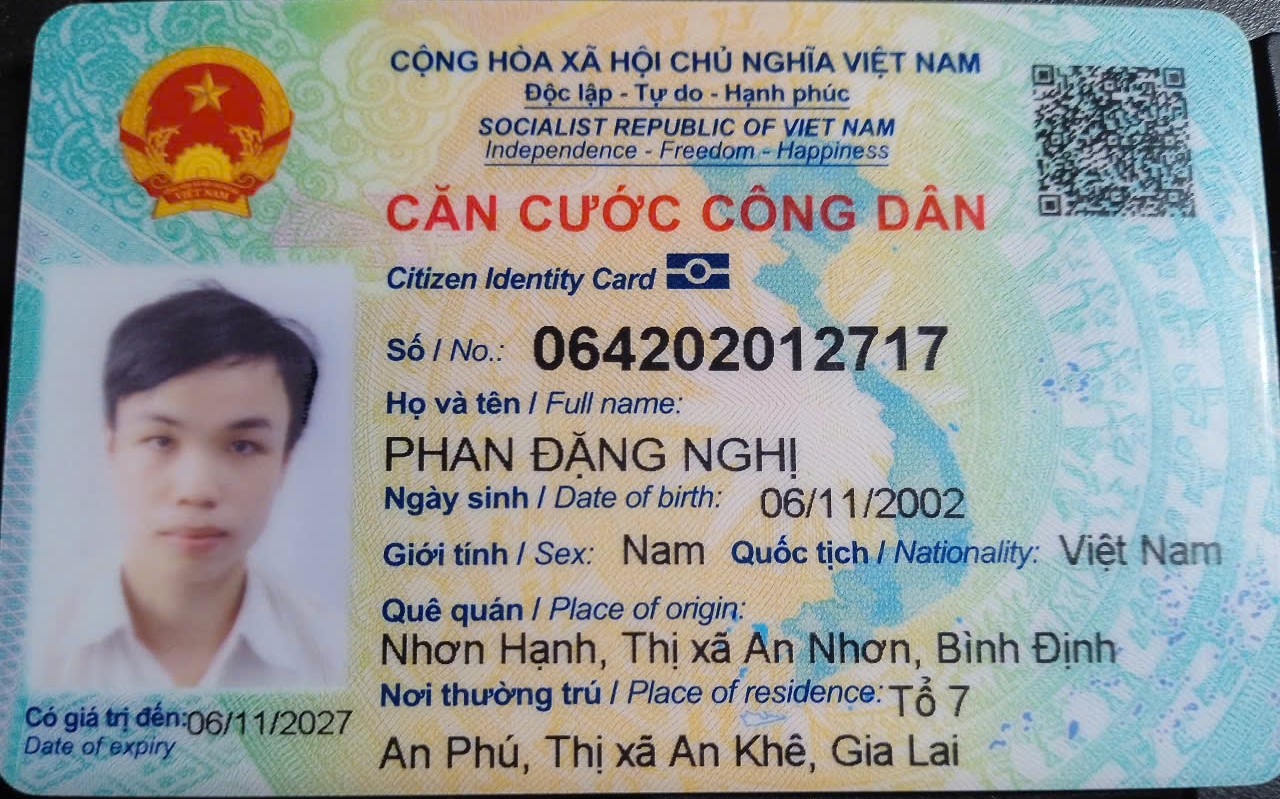 CỘNG HÒA XÃ HỘI CHỦ NGHĨA VIỆT NAM
Độc lập - Tự do - Hạnh phúc
SOCIALIST REPUBLIC OF VIET NAM
Independence - Freedom - Happiness
VIỆT NAM
CĂN CƯỚC CÔNG DÂN
Citizen Identity Card
Số / No.: 064202012717
Họ và tên / Full name:
PHAN ĐẶNG NGHỊ
Ngày sinh / Date of birth: 06/11/2002
Giới tính / Sex: Nam Quốc tịch / Nationality: Việt Nam
Quê quán / Place of origin:
Nhơn Hạnh, Thị xã An Nhơn, Bình Định
Nơi thường trú / Place of residence: Tổ 7
An Phú, Thị xã An Khê, Gia Lai
Có giá trị đến: 06/11/2027
Date of expiry